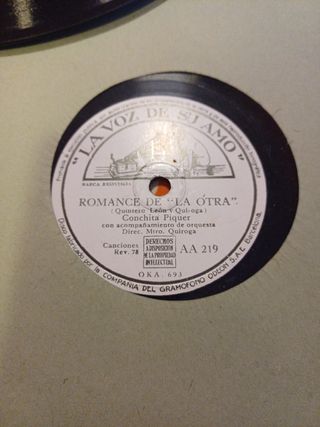 "LA VOZ DE SU AMO"
MARCA REGISTRADA
ROMANCE DE "LA OTRA"
(Quintero León y Quiroga)
Conchita Piquer
con acompañamiento de orquesta
Direc. Mtro. Quiroga
Canciones
Rev. 78
DERECHOS
A DISPOSICION
DE LA PROPIEDAD
INTELECTUAL
AA 219
OKA. 693
Disco fabricado por la COMPAÑIA DEL GRAMOFONO ODEON S.A.E. Barcelona.